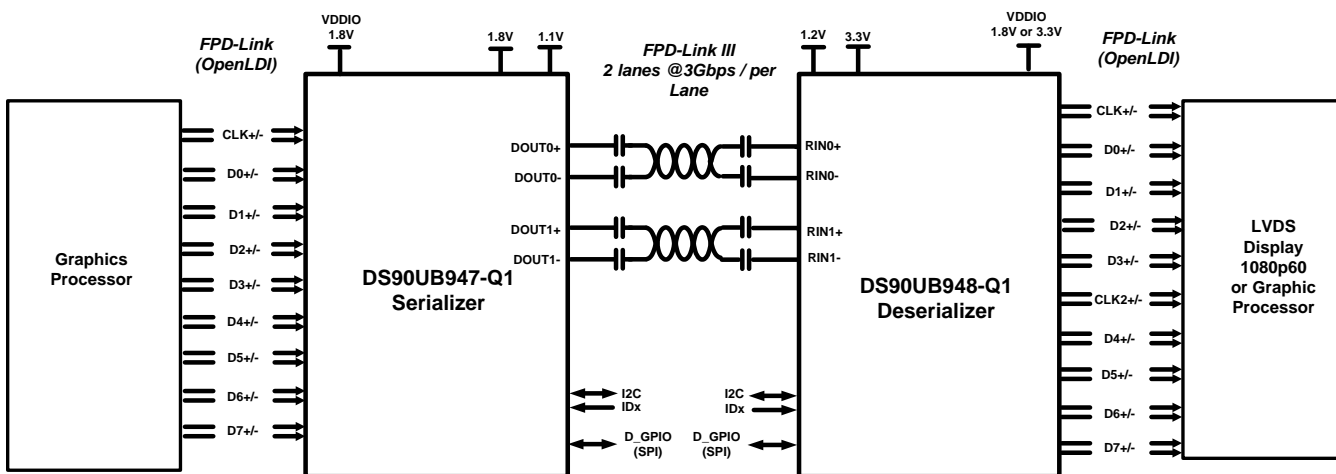 FPD-Link
(OpenLDI)
VDDIO
1.8V
1.8V
1.1V
FPD-Link III
2 lanes @3Gbps / per
Lane
1.2V
3.3V
VDDIO
1.8V or 3.3V
FPD-Link
(OpenLDI)
Graphics
Processor
CLK+/-
D0+/-
D1+/-
D2+/-
D3+/-
D4+/-
D5+/-
D6+/-
D7+/-
DS90UB947-Q1
Serializer
DOUT0+
DOUT0-
DOUT1+
DOUT1-
I2C
IDx
D_GPIO
(SPI)
RIN0+
RIN0-
RIN1+
RIN1-
I2C
IDx
D_GPIO
(SPI)
DS90UB948-Q1
Deserializer
CLK+/-
D0+/-
D1+/-
D2+/-
D3+/-
CLK2+/-
D4+/-
D5+/-
D6+/-
D7+/-
LVDS
Display
1080p60
or Graphic
Processor